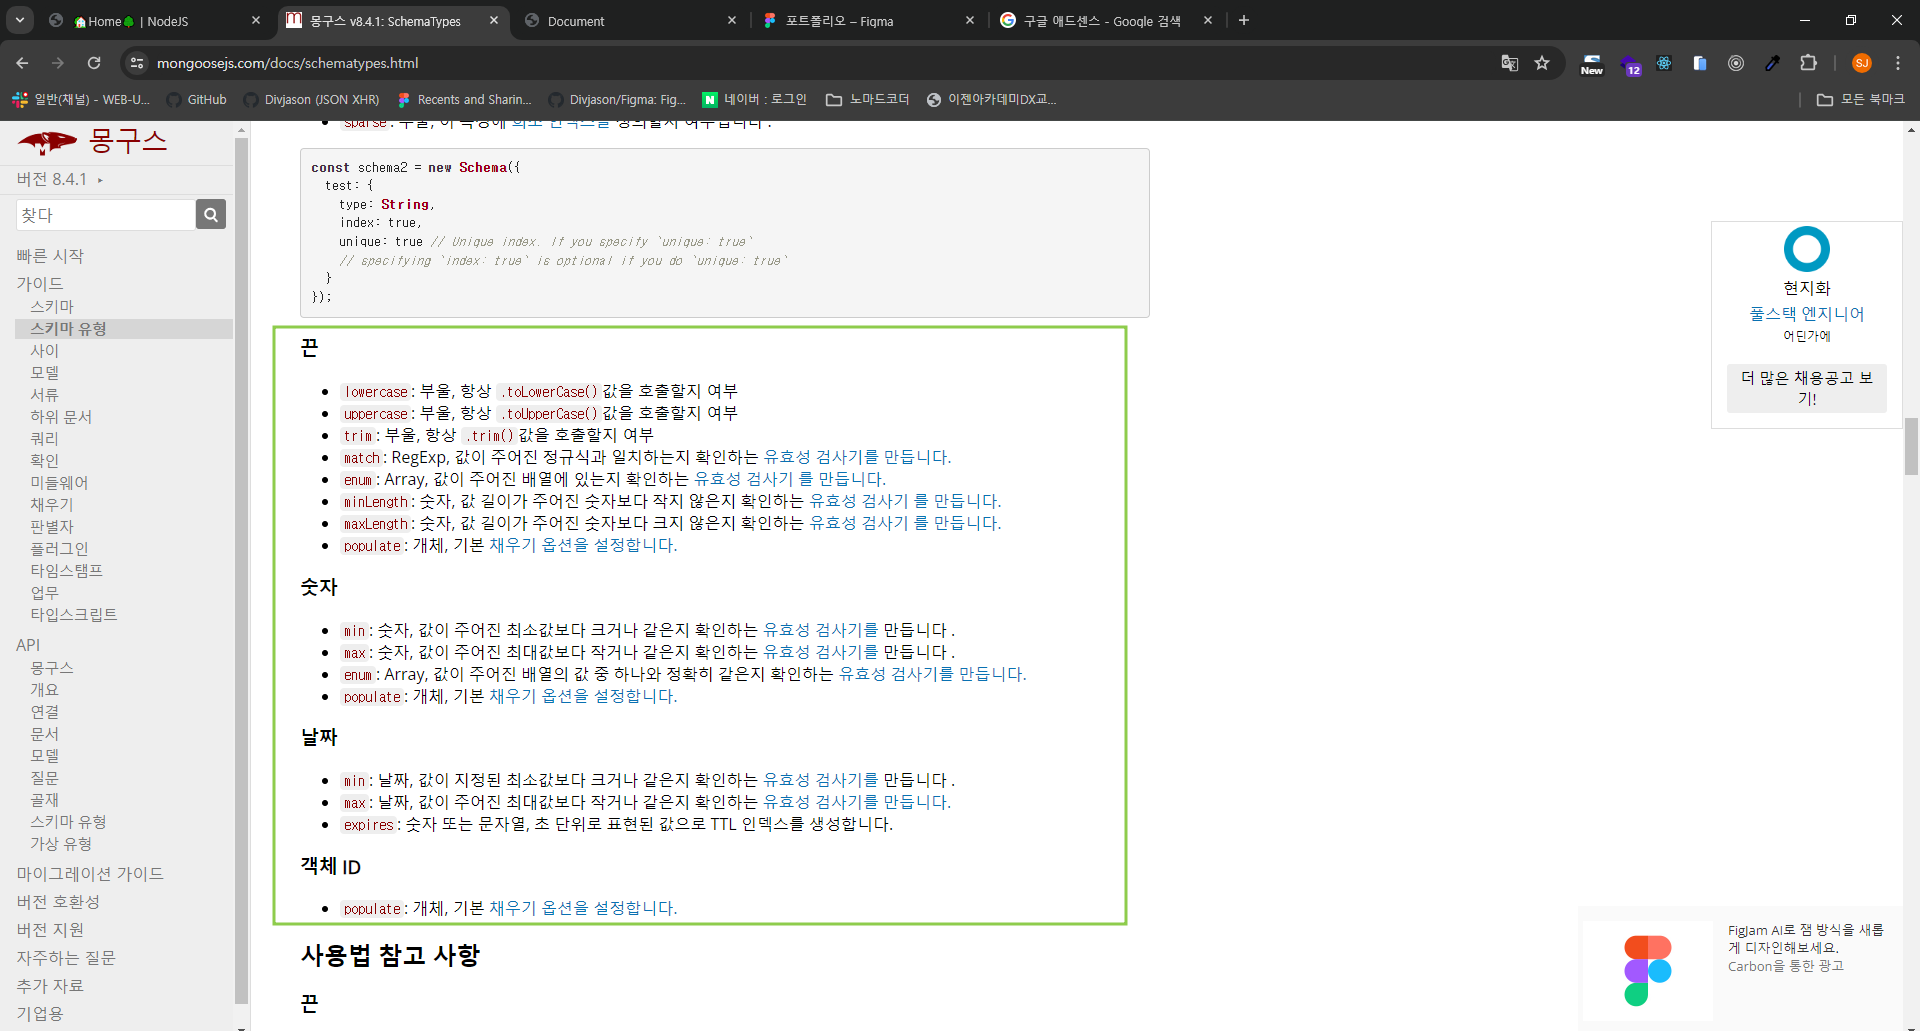 Home | NodeJS
몽구스 v8.4.1: SchemaTypes
Document
포트폴리오 – Figma
구글 애드센스 - Google 검색
mongoosejs.com/docs/schematypes.html
New
12
SJ
일반(채널) - WEB-U...
GitHub
Divjason (JSON XHR)
Recents and Sharin...
Divjason/Figma: Fig...
네이버 : 로그인
노마드코더
이젠아카데미DX교...
모든 북마크
몽구스
버전 8.4.1
찾다
빠른 시작
가이드
스키마
스키마 유형
사이
모델
서류
하위 문서
쿼리
확인
미들웨어
채우기
판별자
플러그인
타임스탬프
업무
타입스크립트
API
몽구스
개요
연결
문서
모델
질문
골재
스키마 유형
가상 유형
마이그레이션 가이드
버전 호환성
버전 지원
자주하는 질문
추가 자료
기업용
sparse: 부울, 이 속성에 희소 인덱스를 정의할지 여부입니다 .
const schema2 = new Schema({
test: {
type: String,
index: true,
unique: true // Unique index. If you specify `unique: true`
// specifying `index: true` is optional if you do `unique: true`
}
});
끈
lowercase: 부울, 항상 .toLowerCase() 값을 호출할지 여부
uppercase: 부울, 항상 .toUpperCase() 값을 호출할지 여부
trim: 부울, 항상 .trim() 값을 호출할지 여부
match: RegExp, 값이 주어진 정규식과 일치하는지 확인하는 유효성 검사기를 만듭니다.
enum: Array, 값이 주어진 배열에 있는지 확인하는 유효성 검사기 를 만듭니다.
minLength: 숫자, 값 길이가 주어진 숫자보다 작지 않은지 확인하는 유효성 검사기 를 만듭니다.
maxLength: 숫자, 값 길이가 주어진 숫자보다 크지 않은지 확인하는 유효성 검사기 를 만듭니다.
populate: 개체, 기본 채우기 옵션을 설정합니다.
숫자
min: 숫자, 값이 주어진 최소값보다 크거나 같은지 확인하는 유효성 검사기를 만듭니다 .
max: 숫자, 값이 주어진 최대값보다 작거나 같은지 확인하는 유효성 검사기를 만듭니다 .
enum: Array, 값이 주어진 배열의 값 중 하나와 정확히 같은지 확인하는 유효성 검사기를 만듭니다.
populate: 개체, 기본 채우기 옵션을 설정합니다.
날짜
min: 날짜, 값이 지정된 최소값보다 크거나 같은지 확인하는 유효성 검사기를 만듭니다 .
max: 날짜, 값이 주어진 최대값보다 작거나 같은지 확인하는 유효성 검사기를 만듭니다.
expires: 숫자 또는 문자열, 초 단위로 표현된 값으로 TTL 인덱스를 생성합니다.
객체 ID
populate: 개체, 기본 채우기 옵션을 설정합니다.
사용법 참고 사항
끈
현지화
풀스택 엔지니어
어딘가에
더 많은 채용공고 보
기!
FigJam AI로 잼 방식을 새롭
게 디자인해보세요.
Carbon을 통한 광고